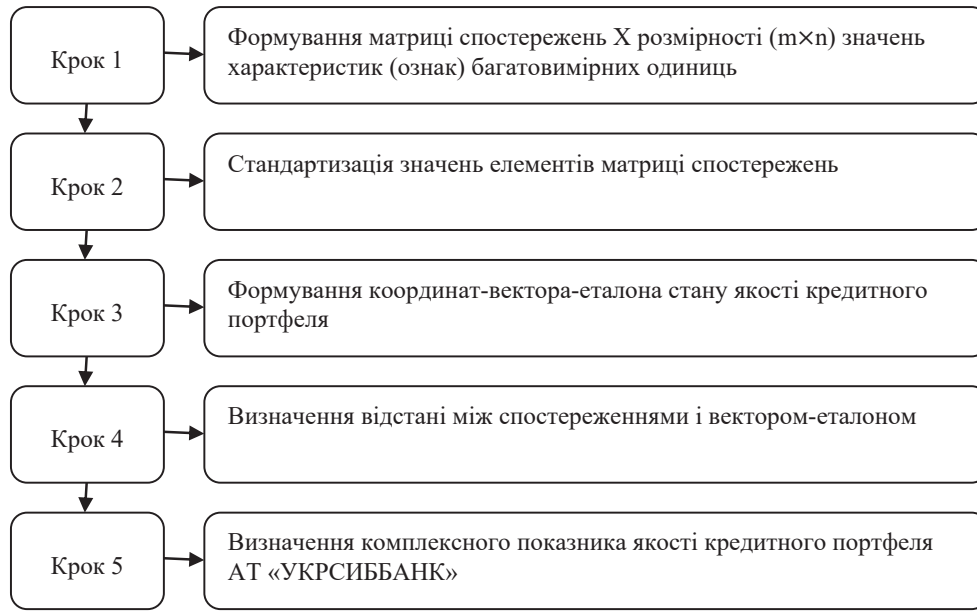 Крок 1
Формування матриці спостережень X розмірності (m×n) значень
характеристик (ознак) багатовимірних одиниць
Крок 2
Стандартизація значень елементів матриці спостережень
Крок 3
Формування координат-вектора-еталона стану якості кредитного
портфеля
Крок 4
Визначення відстані між спостереженнями і вектором-еталоном
Крок 5
Визначення комплексного показника якості кредитного портфеля
АТ «УКРСИББАНК»